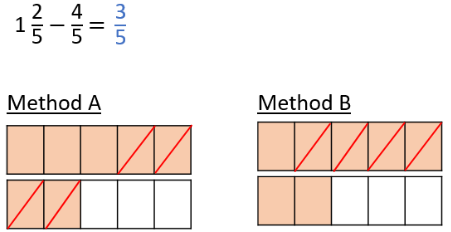 1 2/5 − 4/5 = 3/5
Method A
Method B